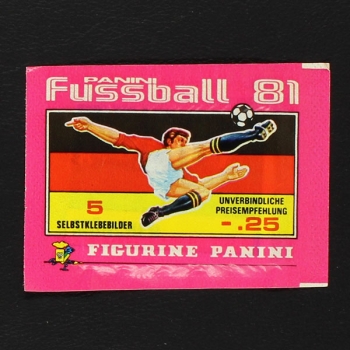 PANINI
Fussball 81
5
SELBSTKLEBEBILDER
UNVERBINDLICHE
PREISEMPFEHLUNG
-.25
FIGURINE PANINI